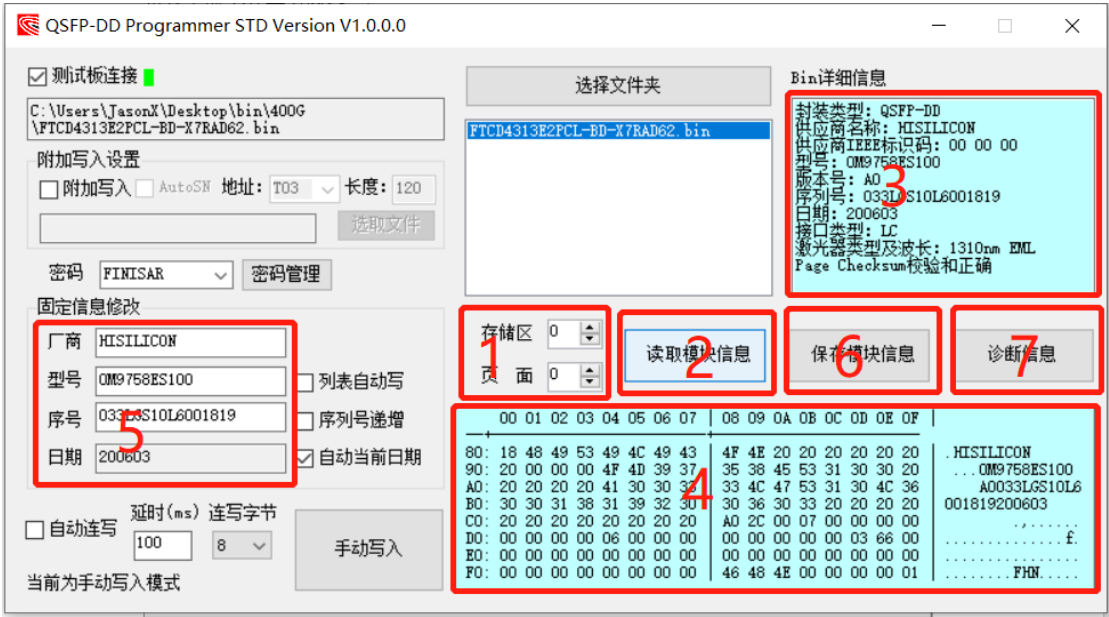 QSFP-DD Programmer STD Version V1.0.0.0
测试板连接
C:\Users\JasonX\Desktop\bin\400G
\FTCD4313E2PCL-BD-X7RAD62.bin
附加写入设置
附加写入 AutoSN 地址: T03 长度: 120
选取文件
密码 FINISAR 密码管理
固定信息修改
厂商 HISILICON
型号 OM9758ES100 列表自动写
序号 033LGS10L6001819 序列号递增
日期 200603 自动当前日期
5
自动连写 延时(ms) 连写字节
100 8
手动写入
当前为手动写入模式
选择文件夹
FTCD4313E2PCL-BD-X7RAD62.bin
Bin详细信息
封装类型: QSFP-DD
供应商名称: HISILICON
供应商IEEE标识码: 00 00 00
型号: OM9758ES100
版本号: A0
序列号: 033LGS10L6001819
日期: 200603
接口类型: LC
激光器类型及波长: 1310nm EML
Page Checksum校验和正确
3
存储区 0
页 面 0
1
读取模块信息
2
保存模块信息
6
诊断信息
7
00 01 02 03 04 05 06 07 | 08 09 0A 0B 0C 0D 0E 0F |
80: 18 48 49 53 49 4C 49 43 | 4F 4E 20 20 20 20 20 20 | .HISILICON
90: 20 00 00 00 4F 4D 39 37 | 35 38 45 53 31 30 30 20 | ...OM9758ES100
A0: 20 20 20 20 41 30 30 33 | 33 4C 47 53 31 30 4C 36 | A0033LGS10L6
B0: 30 30 31 38 31 39 32 30 | 30 36 30 33 20 20 20 20 | 001819200603
C0: 20 20 20 20 20 20 20 20 | A0 2C 00 07 00 00 00 00 | .,......
D0: 00 00 00 00 06 00 00 00 | 00 00 00 00 00 03 66 00 | ..............f.
E0: 00 00 00 00 00 00 00 00 | 00 00 00 00 00 00 00 00 | ................
F0: 00 00 00 00 00 00 00 00 | 46 48 4E 00 00 00 00 01 | ........FHN.....
4